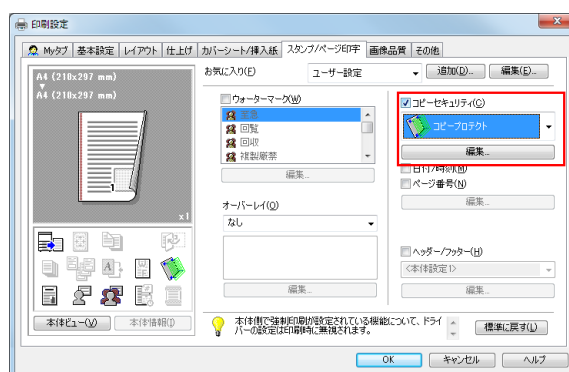 印刷設定
Myタブ 基本設定 レイアウト 仕上げ カバーシート/挿入紙 スタンプ/ページ印字 画像品質 その他
A4 (210x297 mm)
A4 (210x297 mm)
1
x1
本体ビュー(V) 本体情報(I)
お気に入り(F) ユーザー設定 追加(D)... 編集(E)...
ウォーターマーク(W)
至急
回覧
回収
複製厳禁
編集...
オーバーレイ(O)
なし
編集...
コピーセキュリティ(C)
コピープロテクト
編集...
日付/時刻(M)
ページ番号(N)
編集...
ヘッダー/フッター(H)
<本体設定1>
編集...
本体側で強制印刷が設定されている機能について、ドライ
バーの設定は印刷時に無視されます。
標準に戻す(L)
OK キャンセル ヘルプ